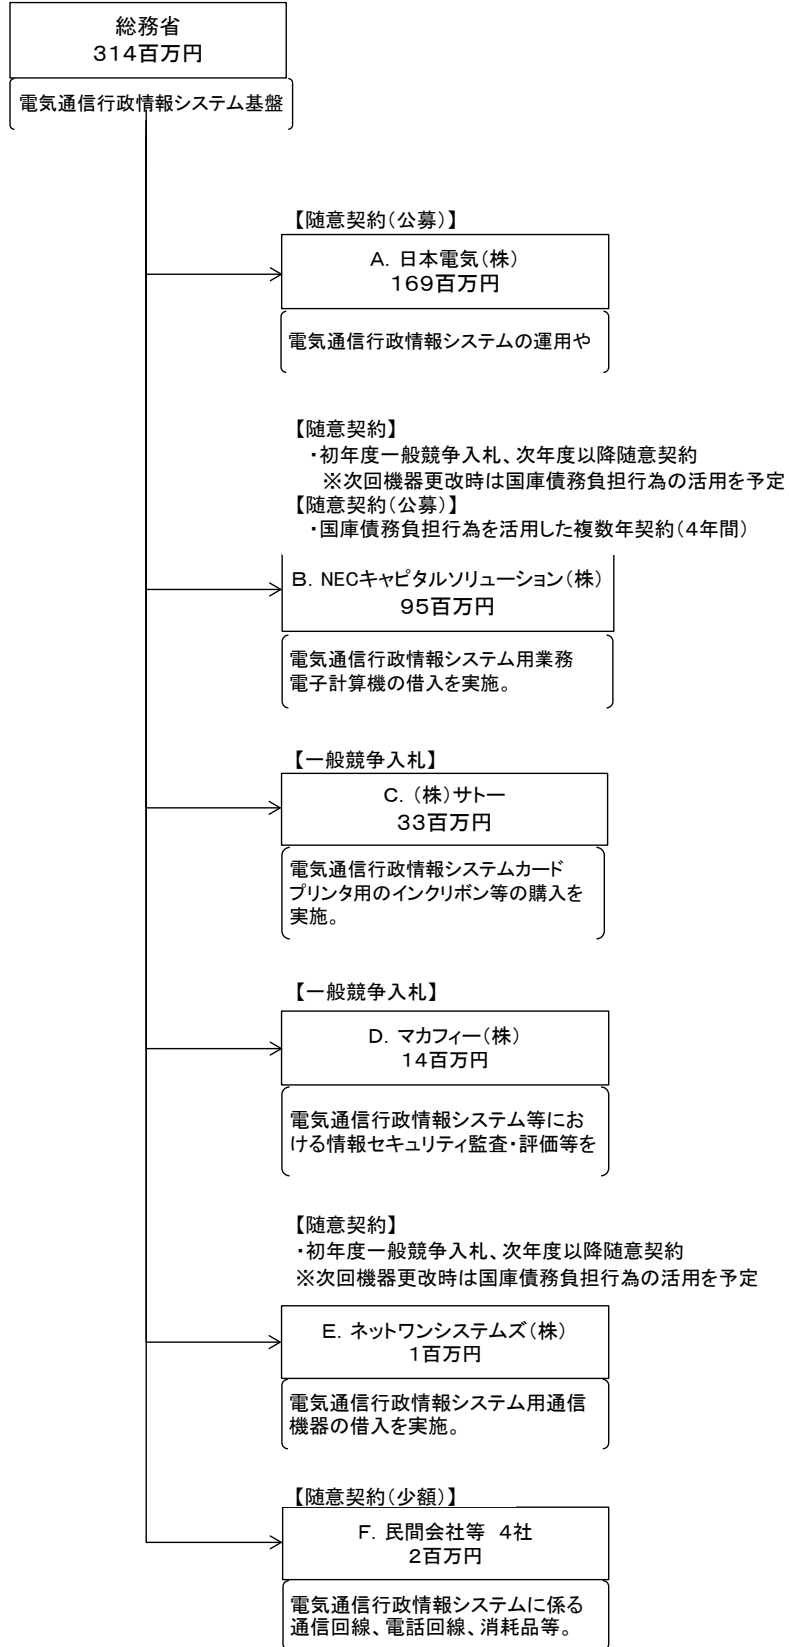 総務省
314百万円
電気通信行政情報システム基盤
【随意契約(公募)】
A. 日本電気(株)
169百万円
電気通信行政情報システムの運用や
【随意契約】
・初年度一般競争入札、次年度以降随意契約
※次回機器更改時は国庫債務負担行為の活用を予定
【随意契約(公募)】
・国庫債務負担行為を活用した複数年契約(4年間)
B. NECキャピタルソリューション(株)
95百万円
電気通信行政情報システム用業務
電子計算機の借入を実施。
【一般競争入札】
C. (株)サトー
33百万円
電気通信行政情報システムカード
プリンタ用のインクリボン等の購入を
実施。
【一般競争入札】
D. マカフィー(株)
14百万円
電気通信行政情報システム等にお
ける情報セキュリティ監査・評価等を
【随意契約】
・初年度一般競争入札、次年度以降随意契約
※次回機器更改時は国庫債務負担行為の活用を予定
E. ネットワンシステムズ(株)
1百万円
電気通信行政情報システム用通信
機器の借入を実施。
【随意契約(少額)】
F. 民間会社等 4社
2百万円
電気通信行政情報システムに係る
通信回線、電話回線、消耗品等。